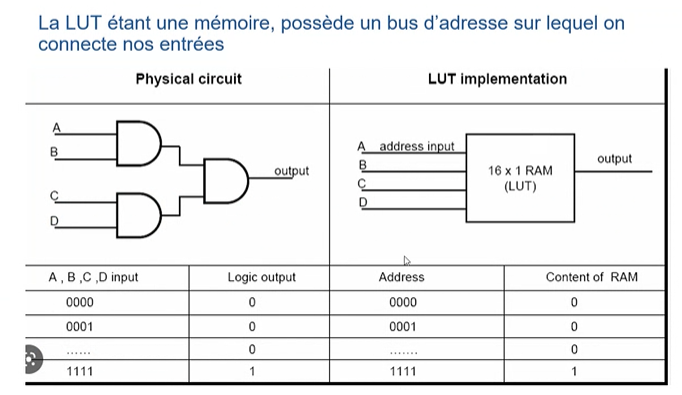 La LUT étant une mémoire, possède un bus d'adresse sur lequel on
connecte nos entrées
Physical circuit
LUT implementation
A
B
C
D
output
A address input
B
C
D
16 x 1 RAM
(LUT)
output
A , B ,C ,D input Logic output Address Content of RAM
0000 0 0000 0
0001 0 0001 0
...... 0 ....... 0
1111 1 1111 1